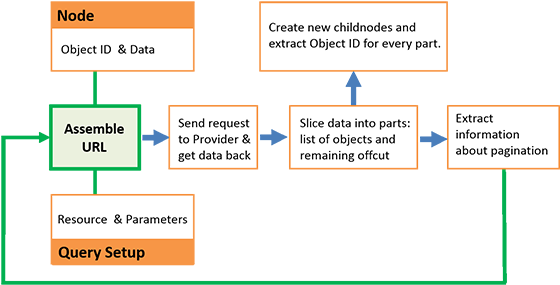 Node
Object ID & Data
Create new childnodes and
extract Object ID for every part.
Assemble
URL
Send request
to Provider &
get data back
Slice data into parts:
list of objects and
remaining offcut
Extract
information
about pagination
Resource & Parameters
Query Setup